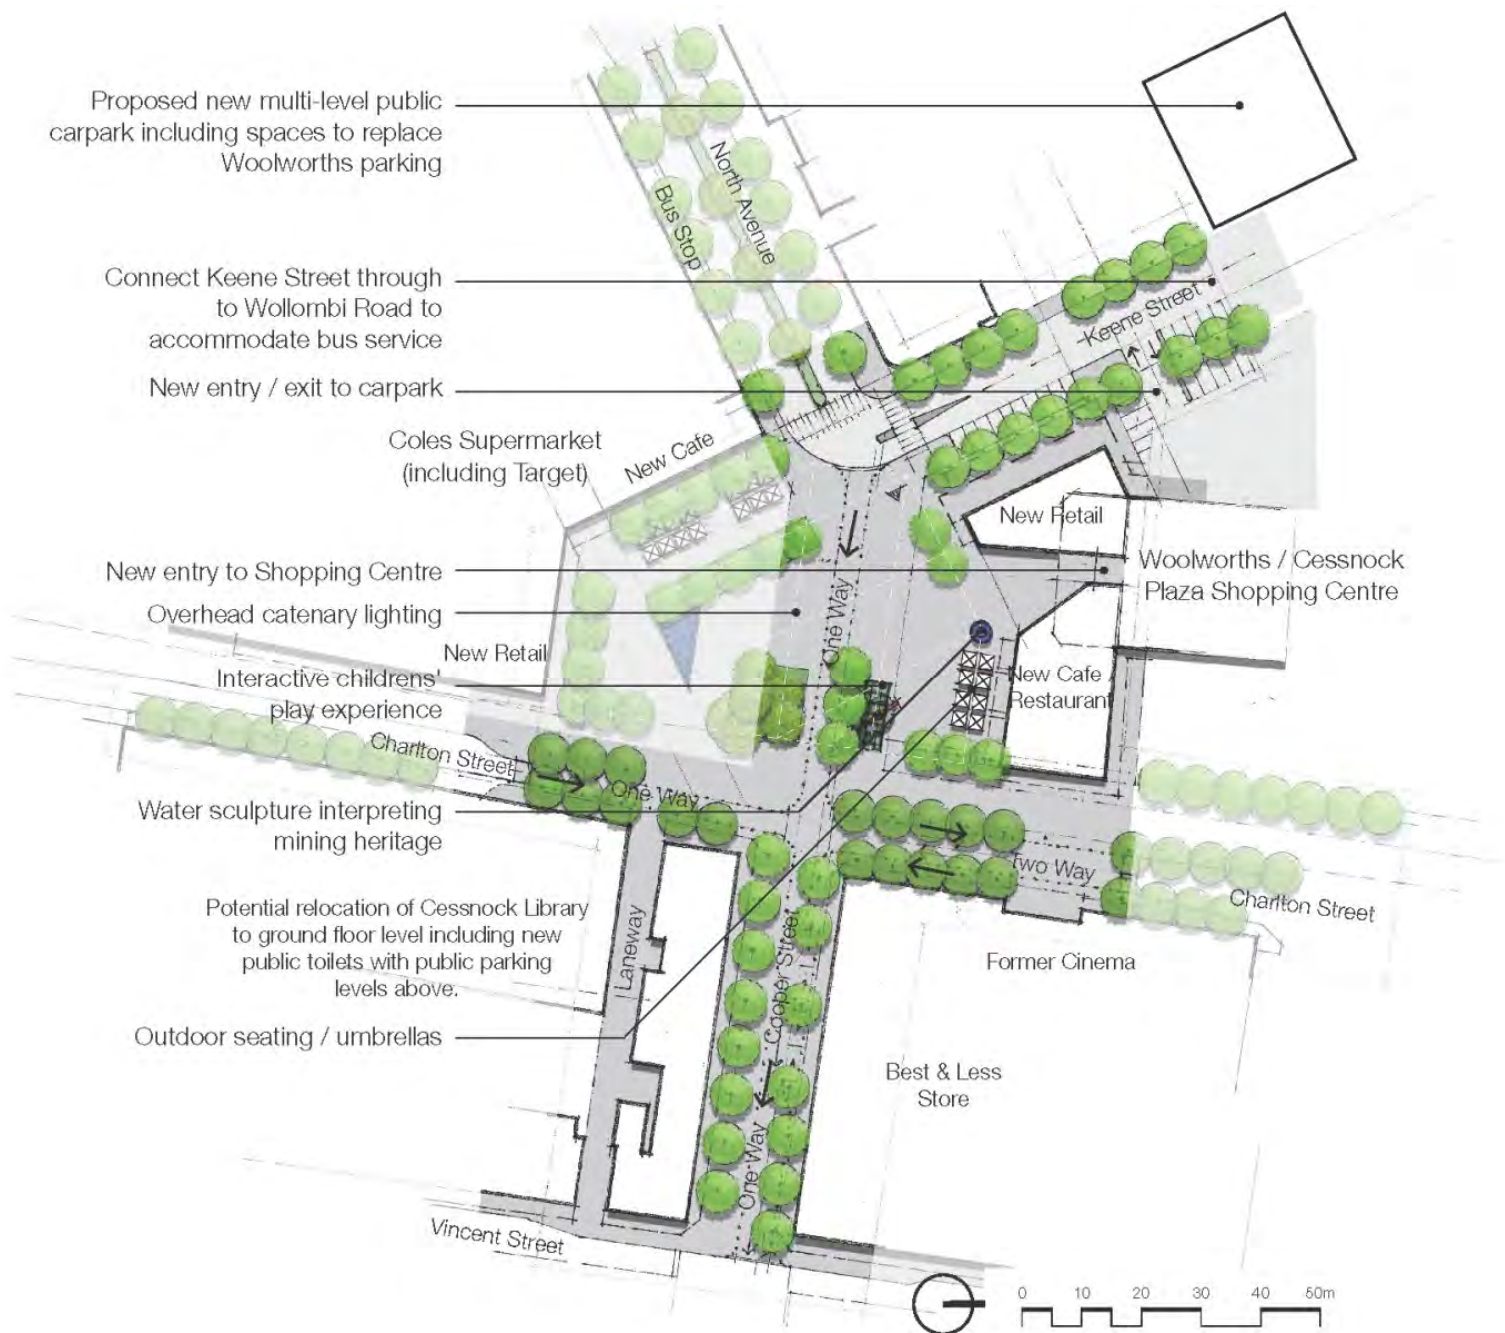 Proposed new multi-level public
carpark including spaces to replace
Woolworths parking
North Avenue
Bus Stop
Connect Keene Street through
to Wollombi Road to
accommodate bus service
Keene Street
New entry / exit to carpark
Coles Supermarket
(including Target)
New Cafe
New Retail
New entry to Shopping Centre
Woolworths / Cessnock
Plaza Shopping Centre
Overhead catenary lighting
One Way
New Retail
Interactive childrens'
play experience
New Cafe /
Restaurant
Charlton Street
One Way
Water sculpture interpreting
mining heritage
Two Way
Charlton Street
Potential relocation of Cessnock Library
to ground floor level including new
public toilets with public parking
levels above.
Laneway
Cooper Street
Former Cinema
Outdoor seating / umbrellas
Best & Less
Store
One Way
Vincent Street
0 10 20 30 40 50m